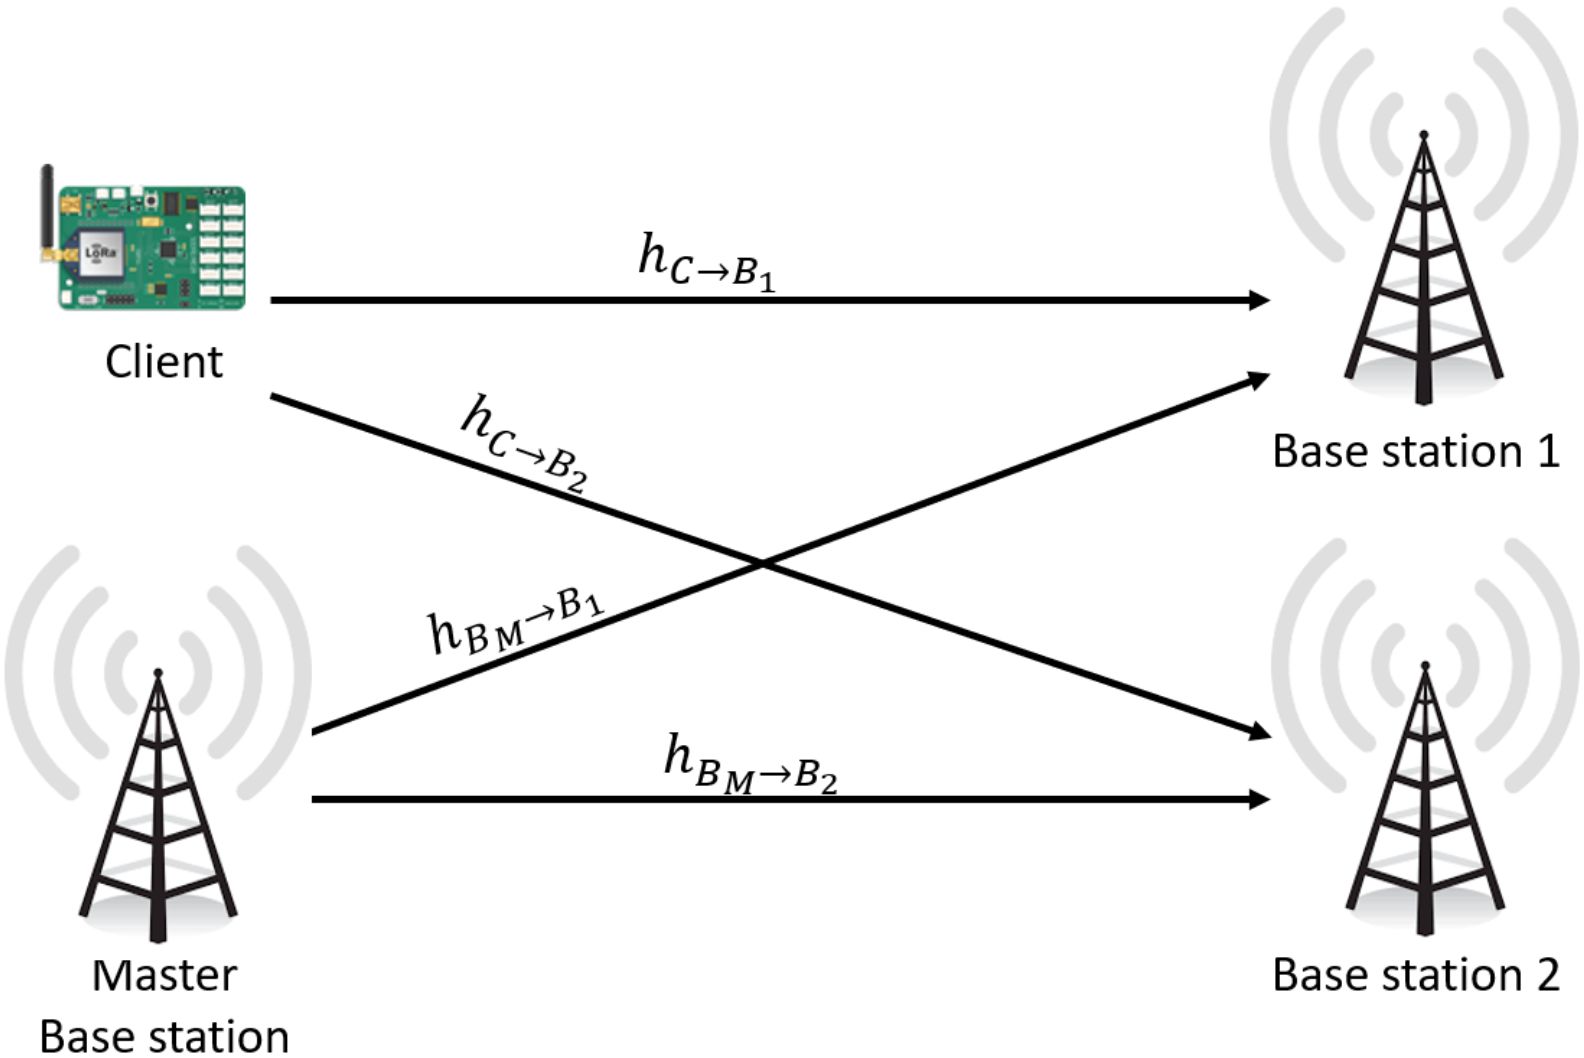 h_{C→B_1}
LoRa
Client
h_{C→B_2}
Base station 1
h_{B_M→B_1}
h_{B_M→B_2}
Master
Base station
Base station 2